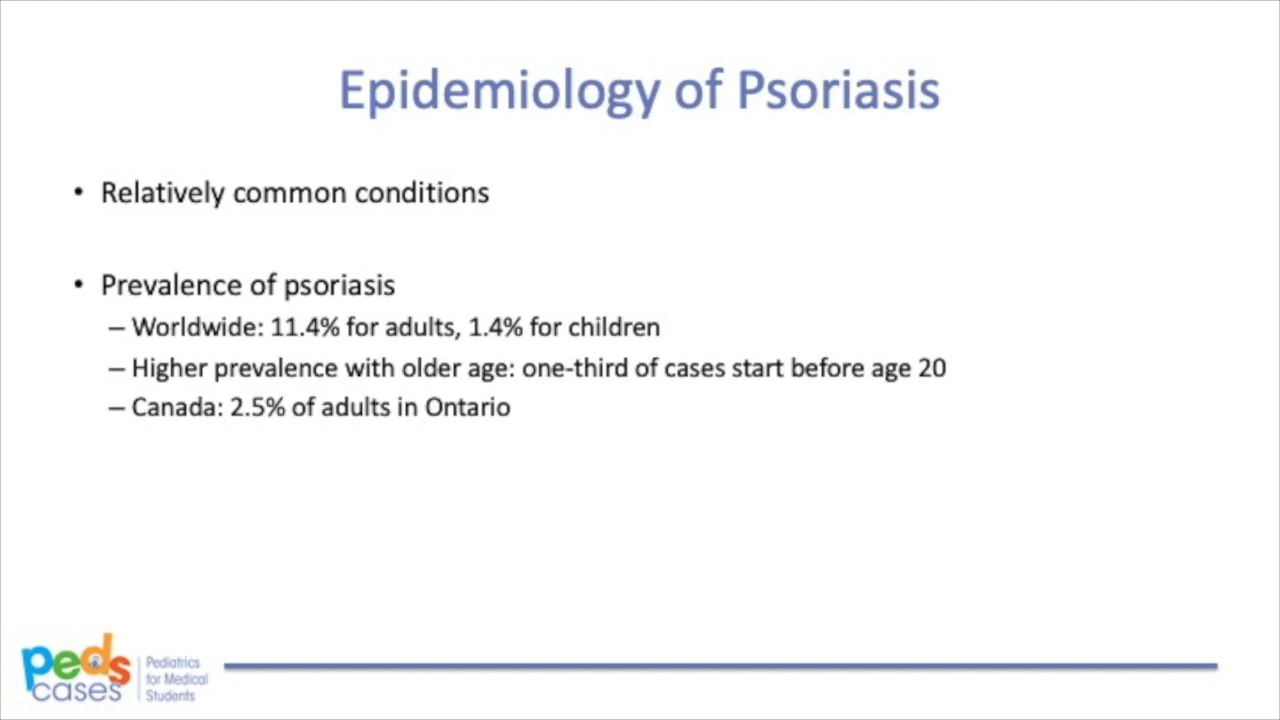 Epidemiology of Psoriasis
• Relatively common conditions
• Prevalence of psoriasis
– Worldwide: 11.4% for adults, 1.4% for children
– Higher prevalence with older age: one-third of cases start before age 20
– Canada: 2.5% of adults in Ontario
peds
cases
Pediatrics
for Medical
Students